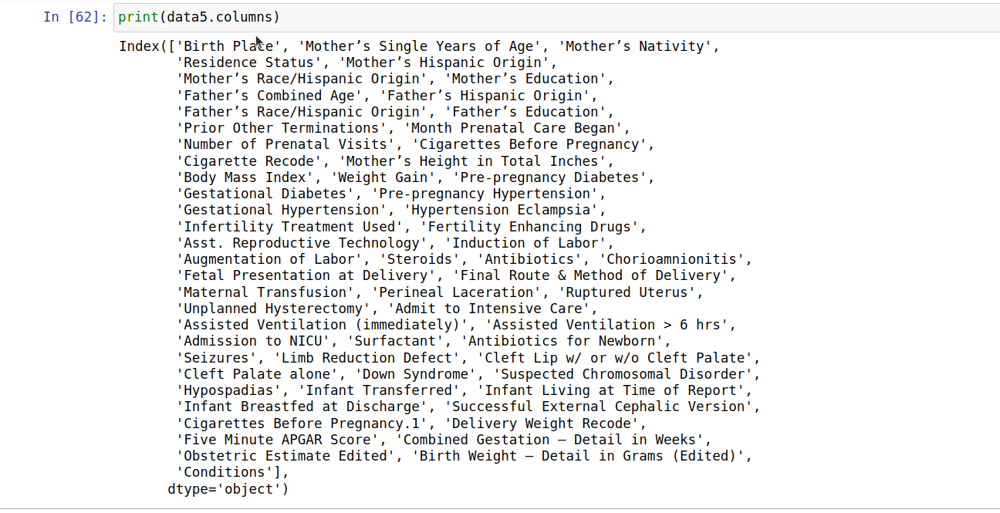 In [62]: print(data5.columns)
Index(['Birth Place', 'Mother’s Single Years of Age', 'Mother’s Nativity',
'Residence Status', 'Mother’s Hispanic Origin',
'Mother’s Race/Hispanic Origin', 'Mother’s Education',
'Father’s Combined Age', 'Father’s Hispanic Origin',
'Father’s Race/Hispanic Origin', 'Father’s Education',
'Prior Other Terminations', 'Month Prenatal Care Began',
'Number of Prenatal Visits', 'Cigarettes Before Pregnancy',
'Cigarette Recode', 'Mother’s Height in Total Inches',
'Body Mass Index', 'Weight Gain', 'Pre-pregnancy Diabetes',
'Gestational Diabetes', 'Pre-pregnancy Hypertension',
'Gestational Hypertension', 'Hypertension Eclampsia',
'Infertility Treatment Used', 'Fertility Enhancing Drugs',
'Asst. Reproductive Technology', 'Induction of Labor',
'Augmentation of Labor', 'Steroids', 'Antibiotics', 'Chorioamnionitis',
'Fetal Presentation at Delivery', 'Final Route & Method of Delivery',
'Maternal Transfusion', 'Perineal Laceration', 'Ruptured Uterus',
'Unplanned Hysterectomy', 'Admit to Intensive Care',
'Assisted Ventilation (immediately)', 'Assisted Ventilation > 6 hrs',
'Admission to NICU', 'Surfactant', 'Antibiotics for Newborn',
'Seizures', 'Limb Reduction Defect', 'Cleft Lip w/ or w/o Cleft Palate',
'Cleft Palate alone', 'Down Syndrome', 'Suspected Chromosomal Disorder',
'Hypospadias', 'Infant Transferred', 'Infant Living at Time of Report',
'Infant Breastfed at Discharge', 'Successful External Cephalic Version',
'Cigarettes Before Pregnancy.1', 'Delivery Weight Recode',
'Five Minute APGAR Score', 'Combined Gestation – Detail in Weeks',
'Obstetric Estimate Edited', 'Birth Weight – Detail in Grams (Edited)',
'Conditions'],
dtype='object')